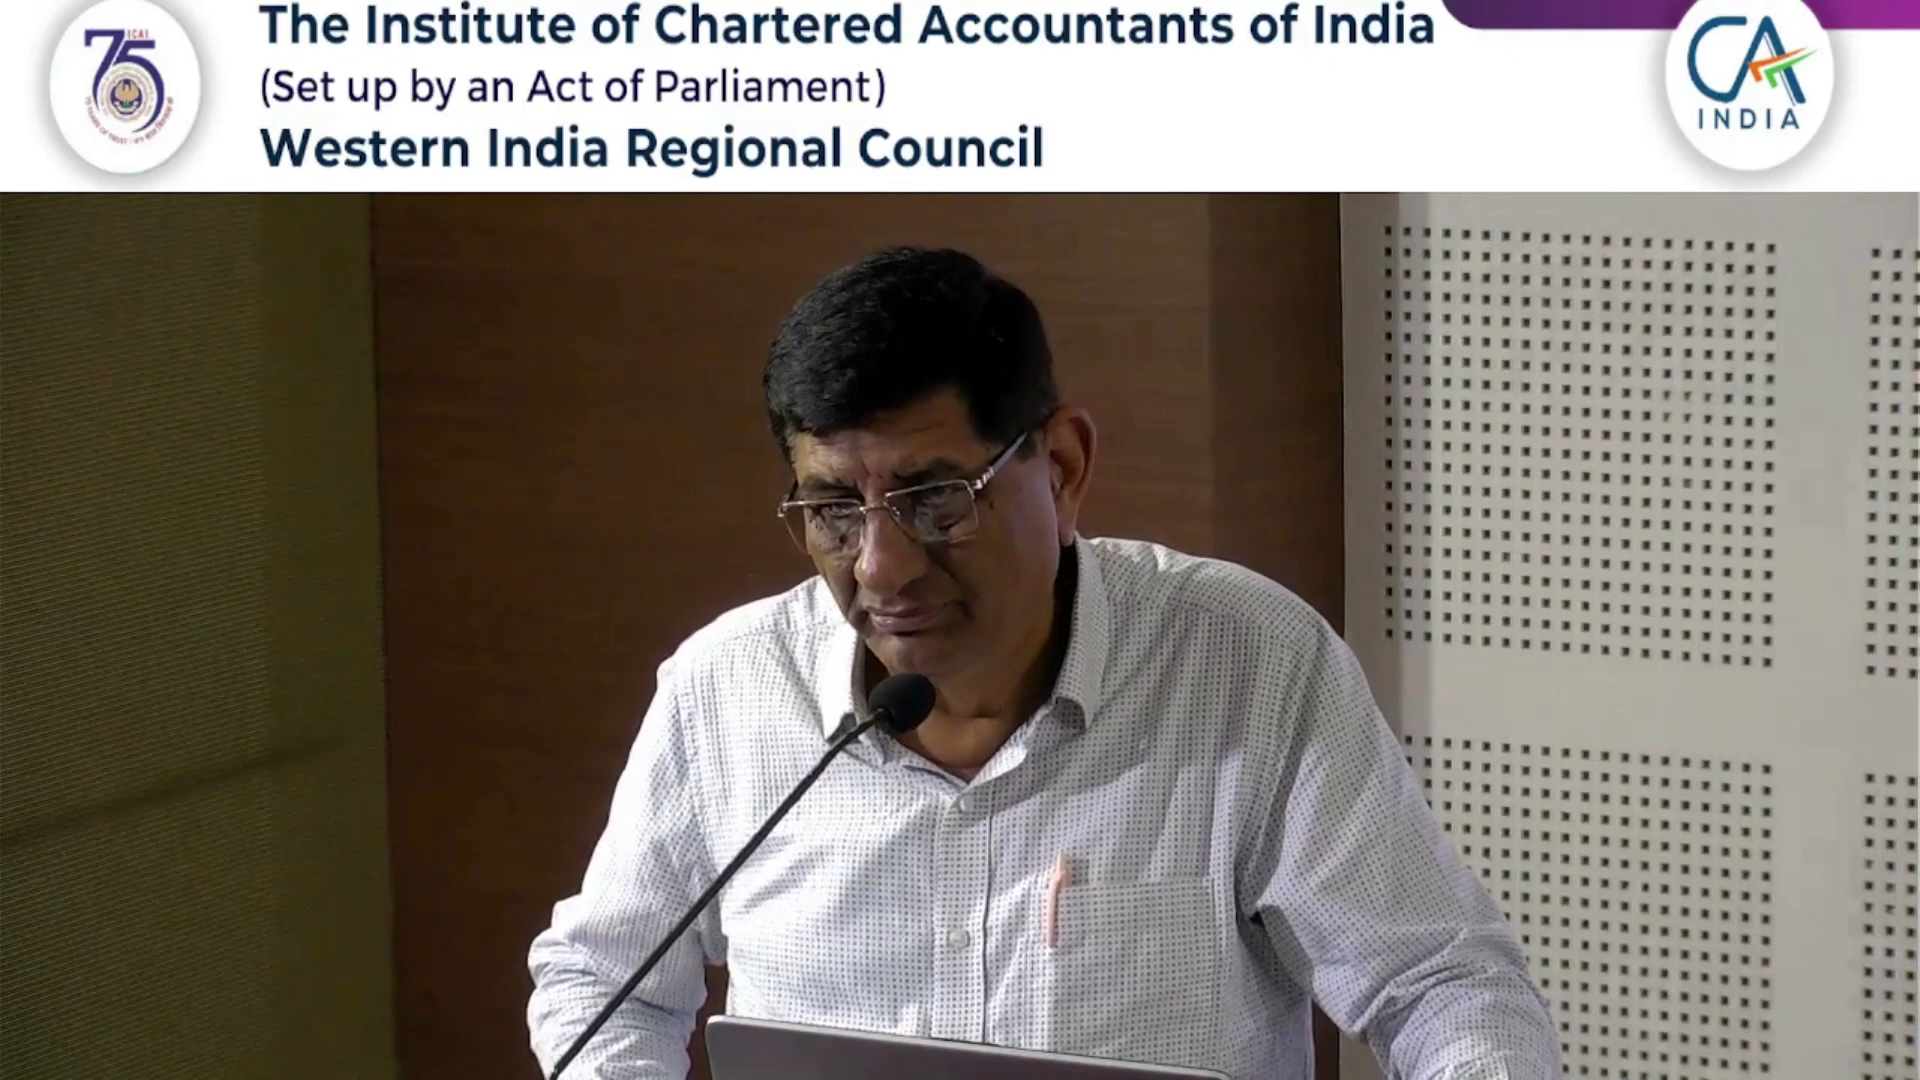 ICAI
75
The Institute of Chartered Accountants of India
(Set up by an Act of Parliament)
Western India Regional Council
CA
INDIA